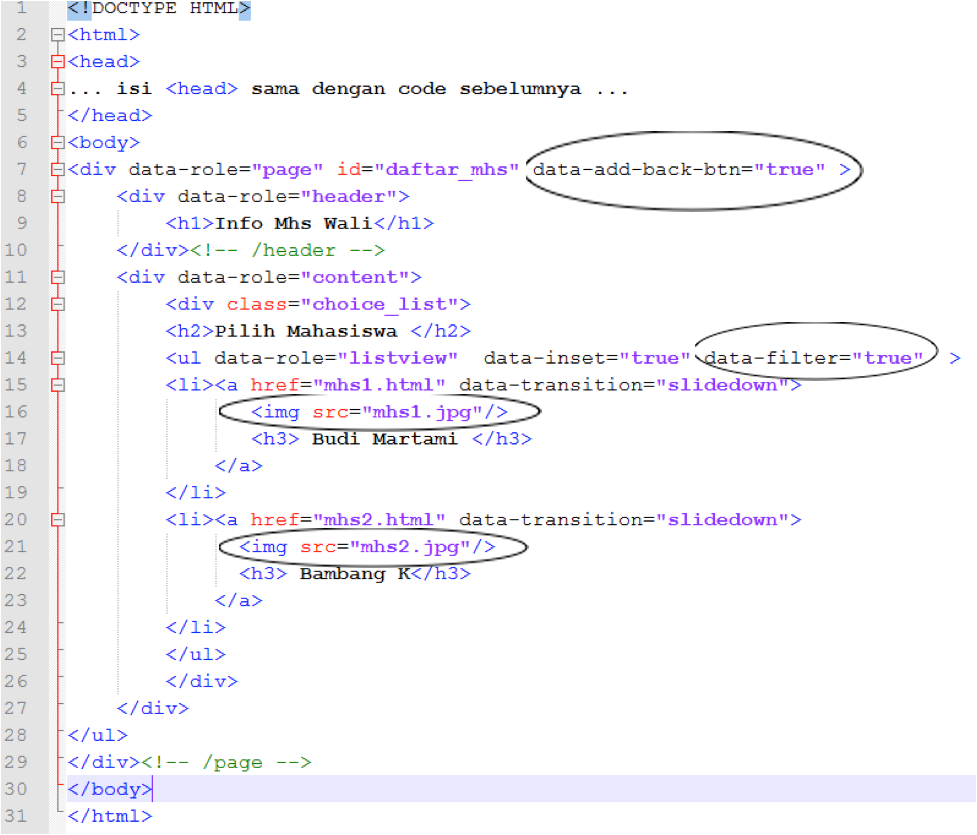 1 <!DOCTYPE HTML>
2 <html>
3 <head>
4 ... isi <head> sama dengan code sebelumnya ...
5 </head>
6 <body>
7 <div data-role="page" id="daftar_mhs" data-add-back-btn="true" >
8 <div data-role="header">
9 <h1>Info Mhs Wali</h1>
10 </div><!-- /header -->
11 <div data-role="content">
12 <div class="choice_list">
13 <h2>Pilih Mahasiswa </h2>
14 <ul data-role="listview"  data-inset="true" data-filter="true"  >
15 <li><a href="mhs1.html" data-transition="slidedown">
16 <img src="mhs1.jpg"/>
17 <h3> Budi Martami </h3>
18 </a>
19 </li>
20 <li><a href="mhs2.html" data-transition="slidedown">
21 <img src="mhs2.jpg"/>
22 <h3> Bambang K</h3>
23 </a>
24 </li>
25 </ul>
26 </div>
27 </div>
28 </ul>
29 </div><!-- /page -->
30 </body>
31 </html>